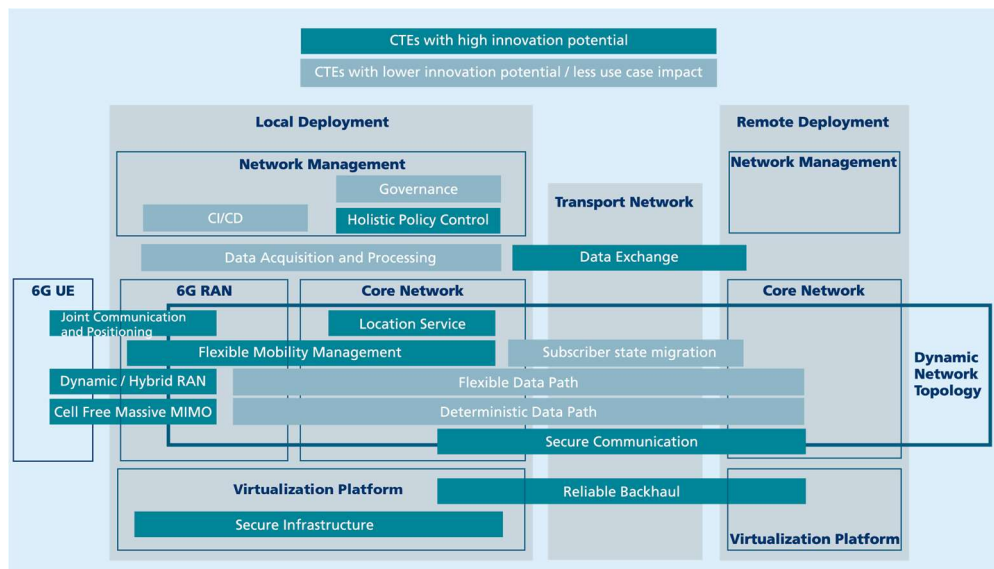 CTEs with high innovation potential
CTEs with lower innovation potential / less use case impact
Local Deployment
Remote Deployment
Network Management
Network Management
Governance
Transport Network
CI/CD
Holistic Policy Control
Data Acquisition and Processing
Data Exchange
6G UE
6G RAN
Core Network
Core Network
Joint Communication
and Positioning
Location Service
Flexible Mobility Management
Subscriber state migration
Dynamic
Network
Topology
Dynamic / Hybrid RAN
Flexible Data Path
Cell Free Massive MIMO
Deterministic Data Path
Secure Communication
Virtualization Platform
Reliable Backhaul
Secure Infrastructure
Virtualization Platform